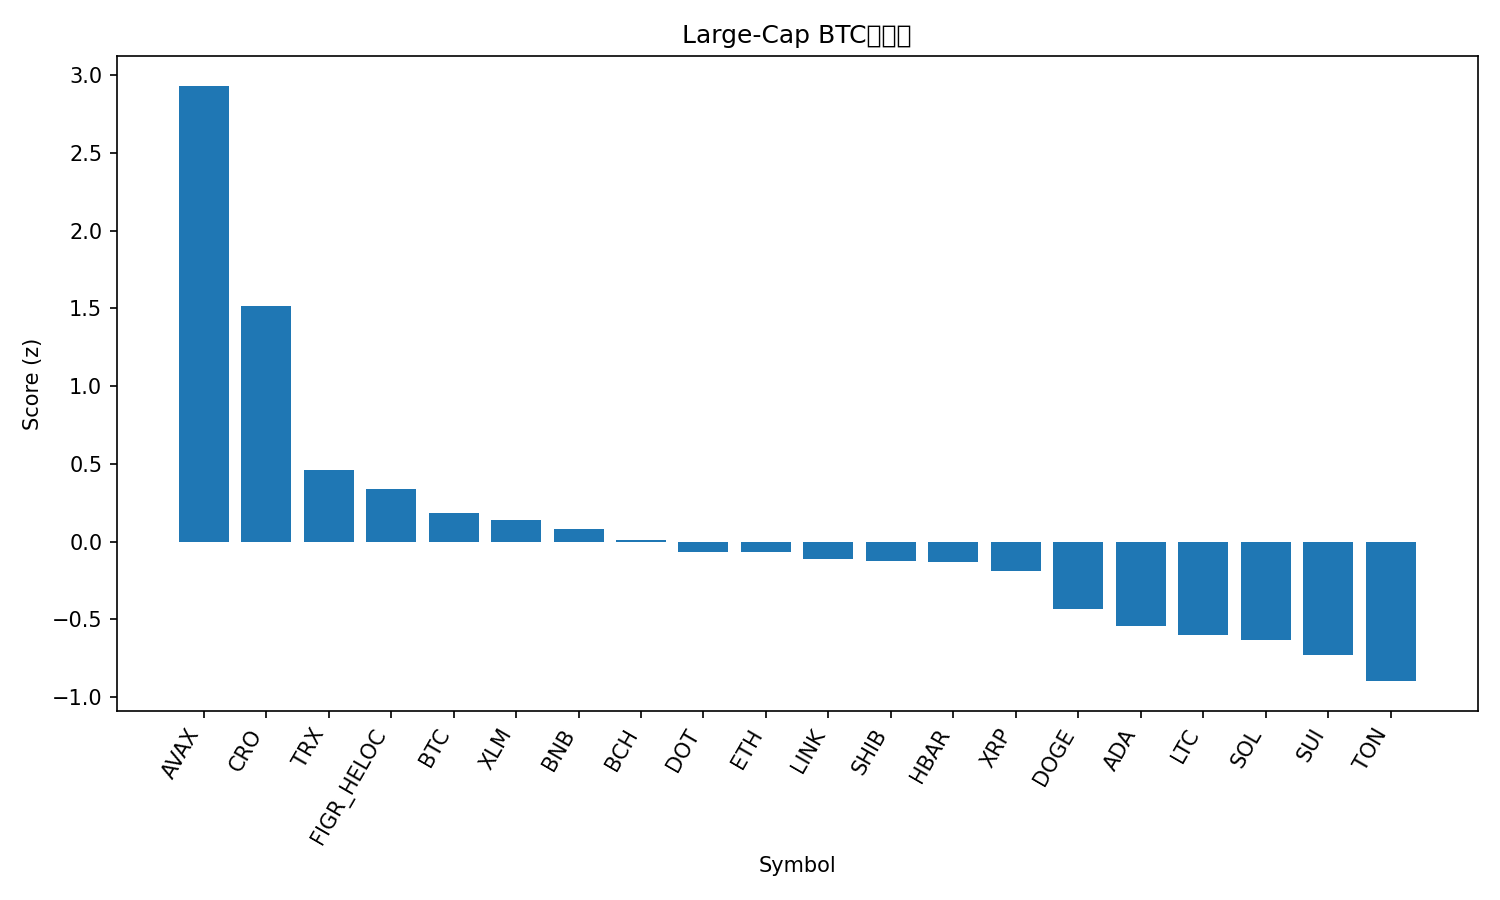 Large-Cap BTC
3.0
2.5
2.0
1.5
1.0
0.5
0.0
−0.5
−1.0
Score (z)
AVAX
CRO
TRX
FIGR_HELOC
BTC
XLM
BNB
BCH
DOT
ETH
LINK
SHIB
HBAR
XRP
DOGE
ADA
LTC
SOL
SUI
TON
Symbol